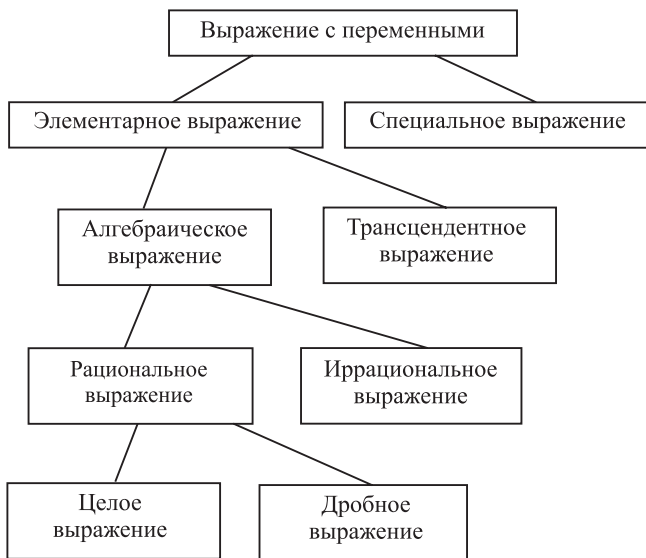 Выражение с переменными
Элементарное выражение
Специальное выражение
Алгебраическое
выражение
Трансцендентное
выражение
Рациональное
выражение
Иррациональное
выражение
Целое
выражение
Дробное
выражение